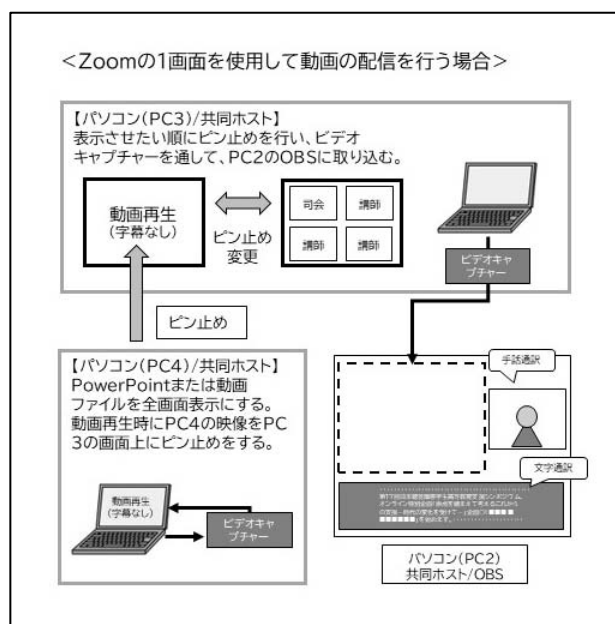 ＜Zoomの1画面を使用して動画の配信を行う場合＞
【パソコン(PC3)/共同ホスト】
表示させたい順にピン止めを行い、ビデオ
キャプチャーを通して、PC2のOBSに取り込む。
動画再生
(字幕なし)
ピン止め
変更
司会
講師
講師
講師
ビデオキャ
プチャー
ピン止め
【パソコン(PC4)/共同ホスト】
PowerPointまたは動画
ファイルを全画面表示にする。
動画再生時にPC4の映像をPC
3の画面上にピン止めをする。
動画再生
(字幕なし)
ビデオキャ
プチャー
手話通訳
文字通訳
パソコン(PC2)
共同ホスト/OBS